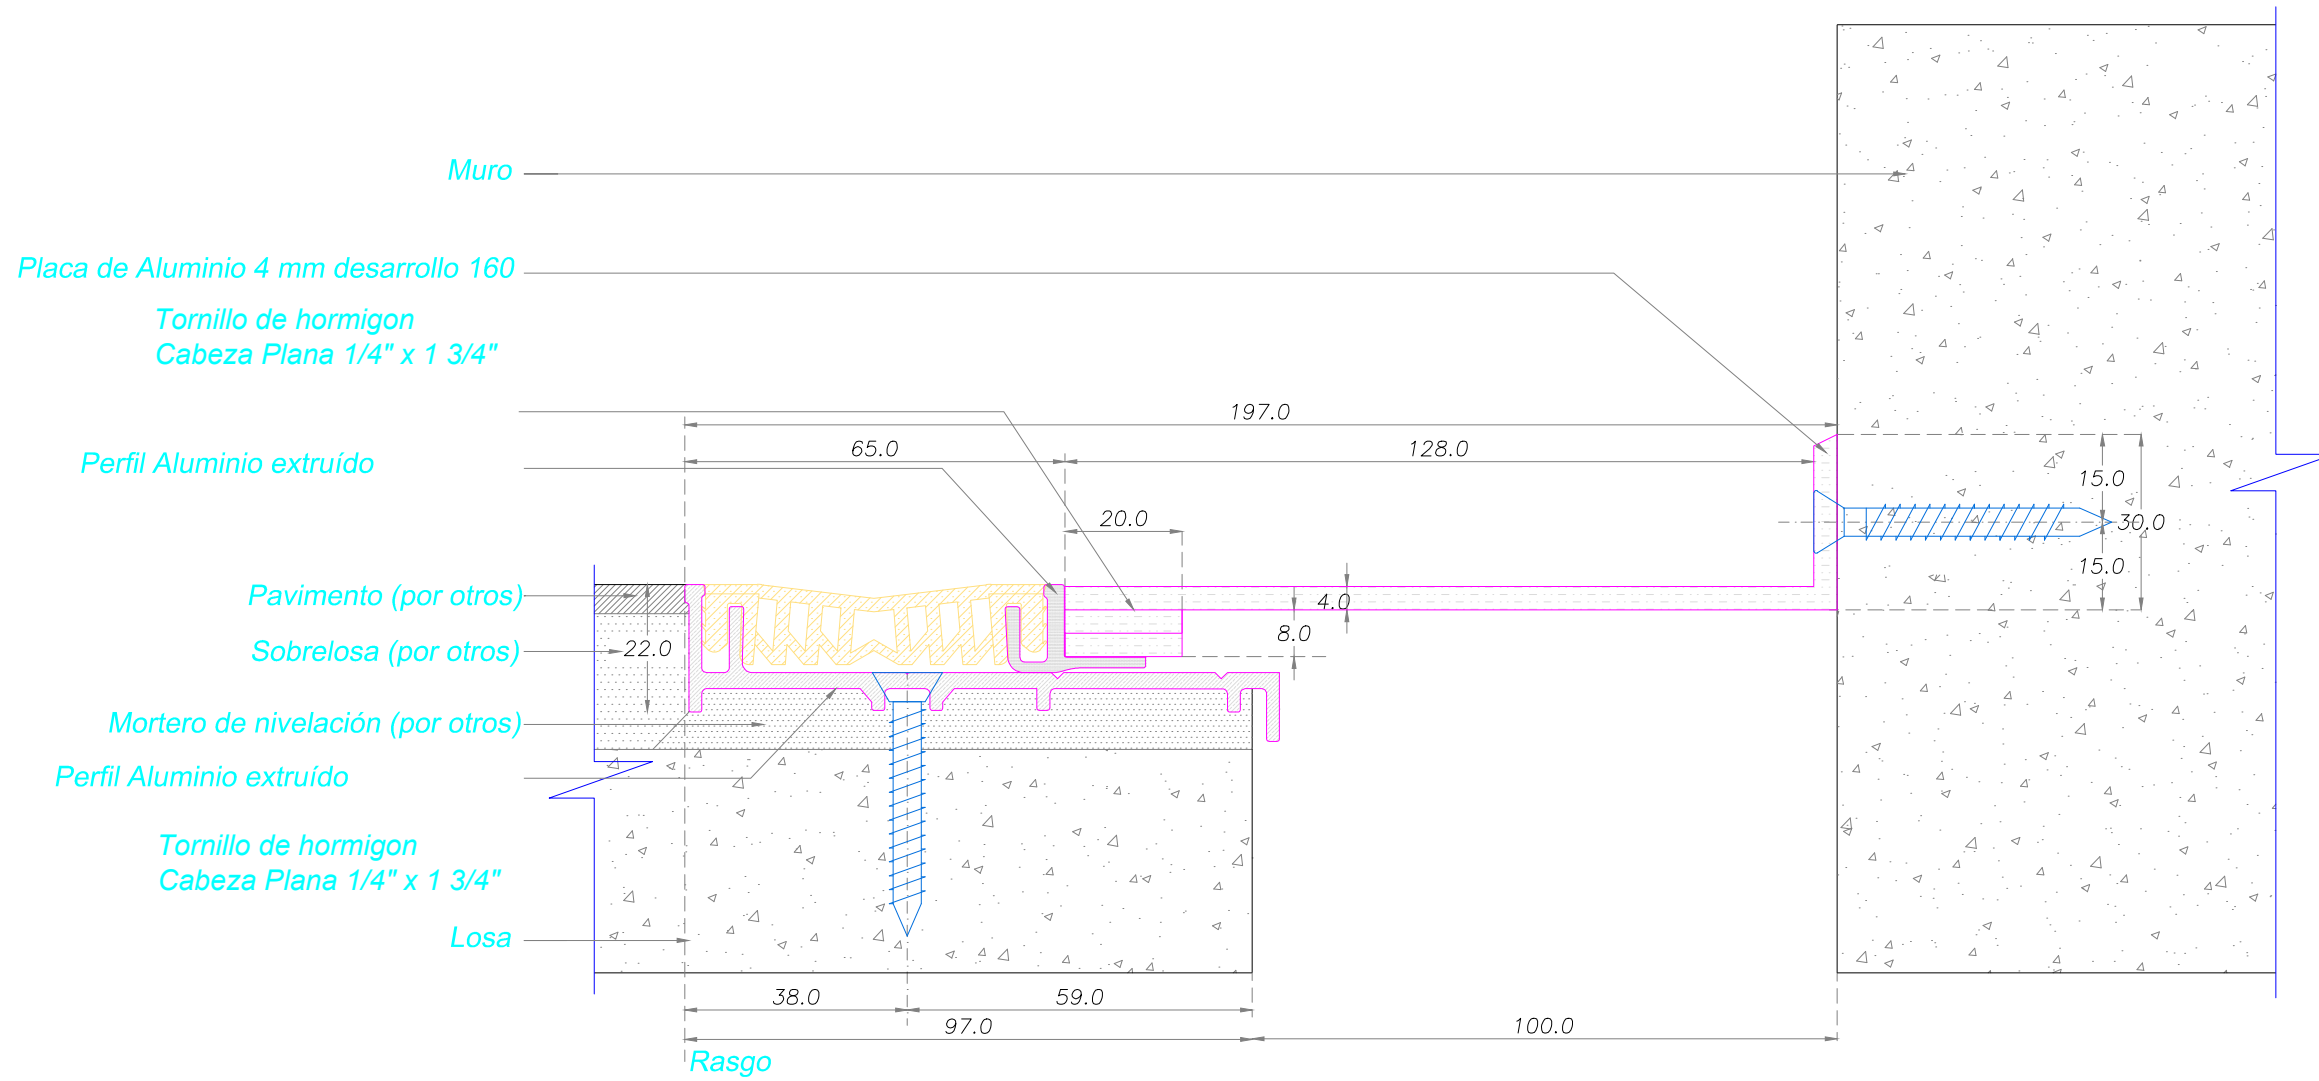 Muro
Placa de Aluminio 4 mm desarrollo 160
Tornillo de hormigon
Cabeza Plana 1/4" x 1 3/4"
197.0
65.0
128.0
Perfil Aluminio extruído
15.0
20.0
30.0
15.0
Pavimento (por otros)
4.0
8.0
Sobrelosa (por otros)
22.0
Mortero de nivelación (por otros)
Perfil Aluminio extruído
Tornillo de hormigon
Cabeza Plana 1/4" x 1 3/4"
Losa
38.0
59.0
97.0
100.0
Rasgo